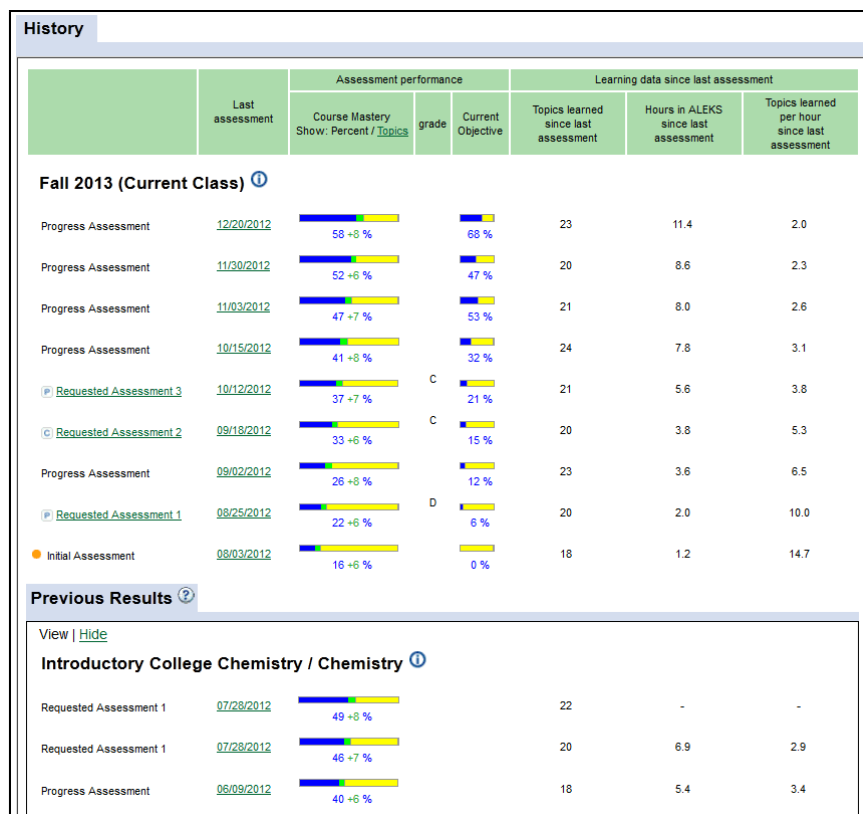 History
Assessment performance
Learning data since last assessment
Last
assessment
Course Mastery
Show: Percent / Topics
grade
Current
Objective
Topics learned
since last
assessment
Hours in ALEKS
since last
assessment
Topics learned
per hour
since last
assessment
Fall 2013 (Current Class)
Progress Assessment 12/20/2012 58 +8 % 68 % 23 11.4 2.0
Progress Assessment 11/30/2012 52 +6 % 47 % 20 8.6 2.3
Progress Assessment 11/03/2012 47 +7 % 53 % 21 8.0 2.6
Progress Assessment 10/15/2012 41 +8 % 32 % 24 7.8 3.1
P Requested Assessment 3 10/12/2012 37 +7 % C 21 % 21 5.6 3.8
C Requested Assessment 2 09/18/2012 33 +6 % C 15 % 20 3.8 5.3
Progress Assessment 09/02/2012 26 +8 % 12 % 23 3.6 6.5
P Requested Assessment 1 08/25/2012 22 +6 % D 6 % 20 2.0 10.0
Initial Assessment 08/03/2012 16 +6 % 0 % 18 1.2 14.7
Previous Results ?
View | Hide
Introductory College Chemistry / Chemistry
Requested Assessment 1 07/28/2012 49 +8 % 22 - -
Requested Assessment 1 07/28/2012 46 +7 % 20 6.9 2.9
Progress Assessment 06/09/2012 40 +6 % 18 5.4 3.4